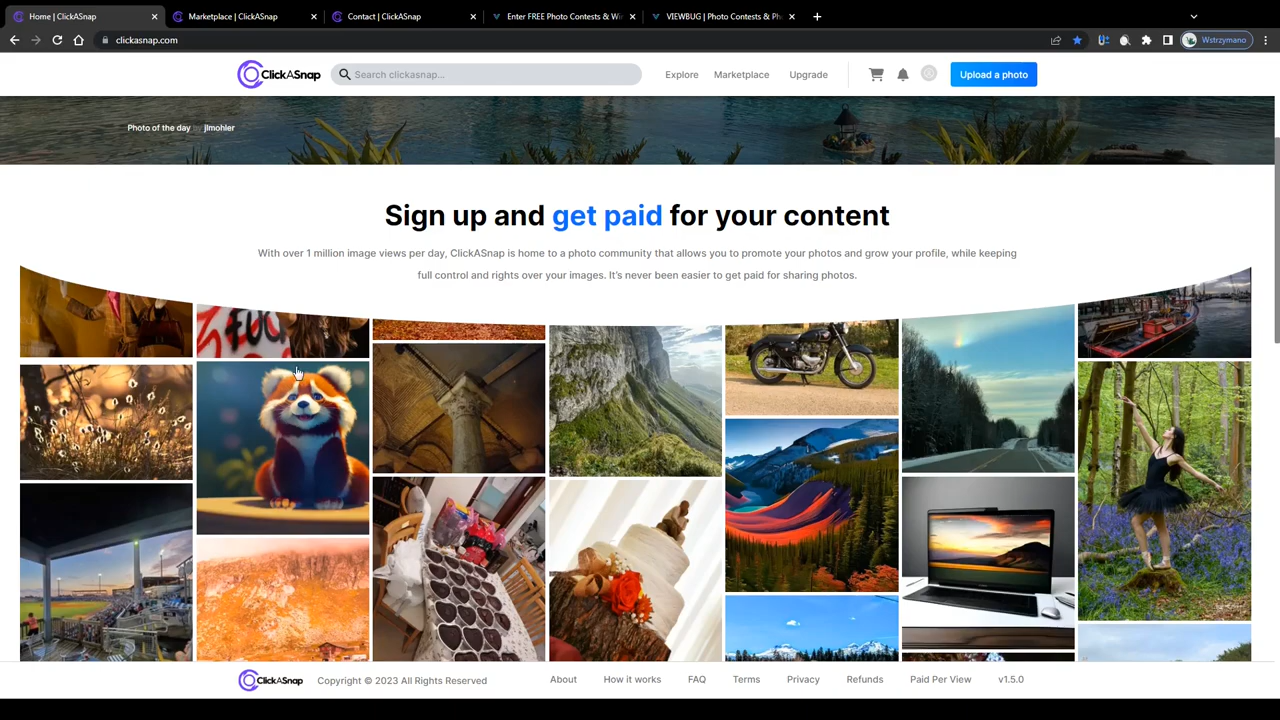 Home | ClickASnap
Marketplace | ClickASnap
Contact | ClickASnap
Enter FREE Photo Contests & Wi
VIEWBUG | Photo Contests & Ph
clickasnap.com
Wstrzymano
ClickASnap
Search clickasnap...
Explore
Marketplace
Upgrade
Upload a photo
Photo of the day by jlmohler
Sign up and get paid for your content
With over 1 million image views per day, ClickASnap is home to a photo community that allows you to promote your photos and grow your profile, while keeping
full control and rights over your images. It's never been easier to get paid for sharing photos.
ClickASnap
Copyright © 2023 All Rights Reserved
About
How it works
FAQ
Terms
Privacy
Refunds
Paid Per View
v1.5.0